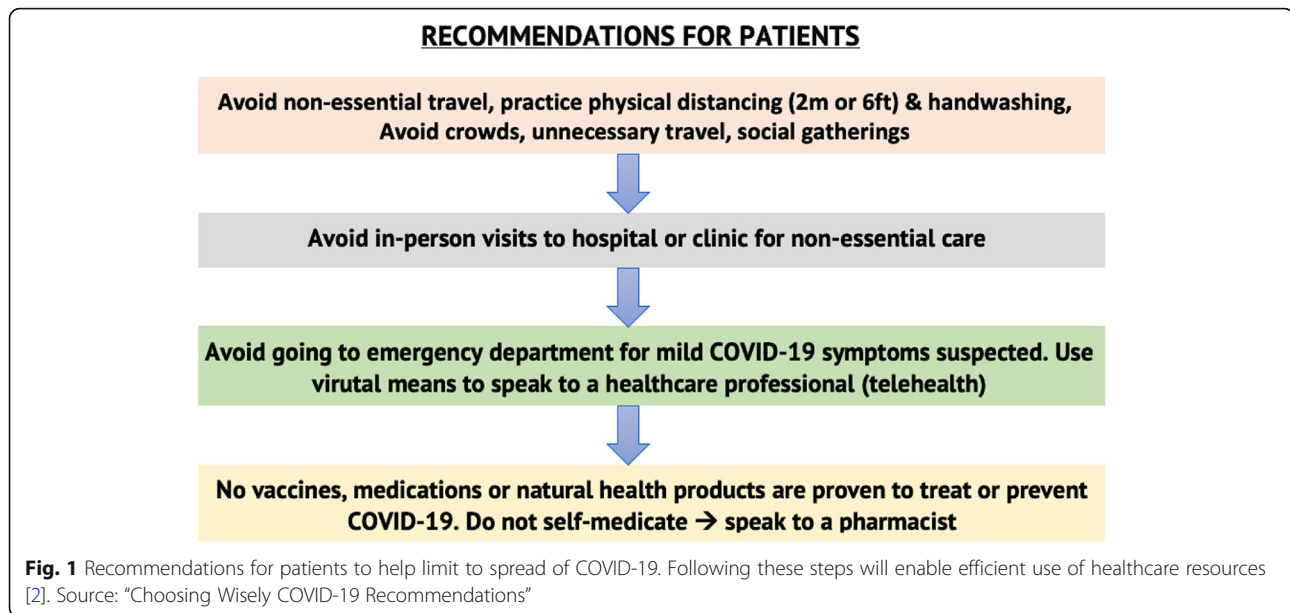 RECOMMENDATIONS FOR PATIENTS
Avoid non-essential travel, practice physical distancing (2m or 6ft) & handwashing,
Avoid crowds, unnecessary travel, social gatherings
Avoid in-person visits to hospital or clinic for non-essential care
Avoid going to emergency department for mild COVID-19 symptoms suspected. Use
virutal means to speak to a healthcare professional (telehealth)
No vaccines, medications or natural health products are proven to treat or prevent
COVID-19. Do not self-medicate → speak to a pharmacist
Fig. 1 Recommendations for patients to help limit to spread of COVID-19. Following these steps will enable efficient use of healthcare resources
[2]. Source: “Choosing Wisely COVID-19 Recommendations”